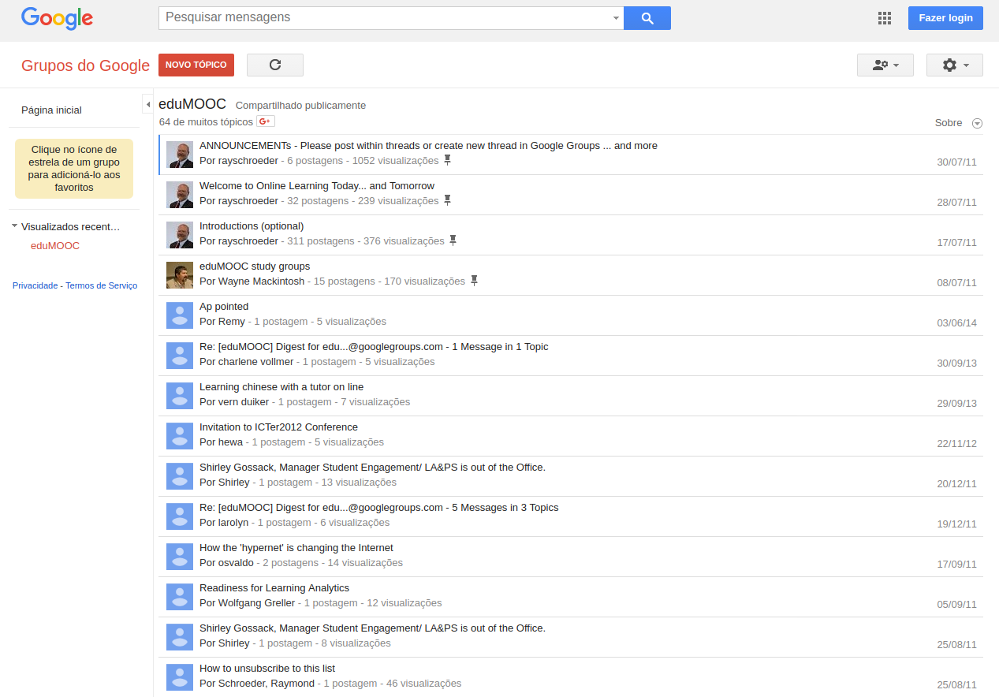 Google
Pesquisar mensagens
Fazer login
Grupos do Google
NOVO TÓPICO
Página inicial
Clique no ícone de
estrela de um grupo
para adicioná-lo aos
favoritos
Visualizados recent…
eduMOOC
Privacidade - Termos de Serviço
eduMOOC Compartilhado publicamente
64 de muitos tópicos G+
Sobre
ANNOUNCEMENTs - Please post within threads or create new thread in Google Groups ... and more
Por rayschroeder - 6 postagens - 1052 visualizações
30/07/11
Welcome to Online Learning Today... and Tomorrow
Por rayschroeder - 32 postagens - 239 visualizações
28/07/11
Introductions (optional)
Por rayschroeder - 311 postagens - 376 visualizações
17/07/11
eduMOOC study groups
Por Wayne Mackintosh - 15 postagens - 170 visualizações
08/07/11
Ap pointed
Por Remy - 1 postagem - 5 visualizações
03/06/14
Re: [eduMOOC] Digest for edu...@googlegroups.com - 1 Message in 1 Topic
Por charlene vollmer - 1 postagem - 5 visualizações
30/09/13
Learning chinese with a tutor on line
Por vern duiker - 1 postagem - 7 visualizações
29/09/13
Invitation to ICTer2012 Conference
Por hewa - 1 postagem - 5 visualizações
22/11/12
Shirley Gossack, Manager Student Engagement/ LA&PS is out of the Office.
Por Shirley - 1 postagem - 13 visualizações
20/12/11
Re: [eduMOOC] Digest for edu...@googlegroups.com - 5 Messages in 3 Topics
Por larolyn - 1 postagem - 6 visualizações
19/12/11
How the 'hypernet' is changing the Internet
Por osvaldo - 2 postagens - 14 visualizações
17/09/11
Readiness for Learning Analytics
Por Wolfgang Greller - 1 postagem - 12 visualizações
05/09/11
Shirley Gossack, Manager Student Engagement/ LA&PS is out of the Office.
Por Shirley - 1 postagem - 8 visualizações
25/08/11
How to unsubscribe to this list
Por Schroeder, Raymond - 1 postagem - 46 visualizações
25/08/11